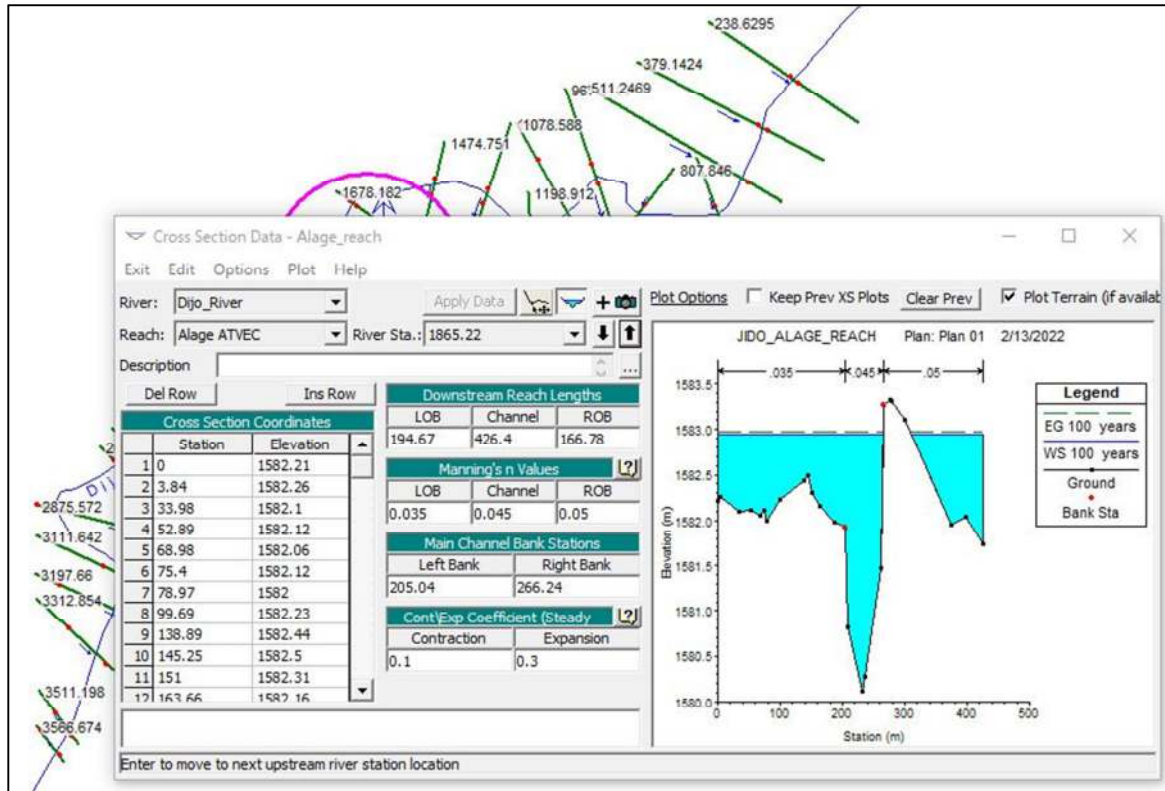 238.6295
379.1424
511.2469
1078.588
1474.751
807.846
1198.912
1678.182
Cross Section Data - Alage_reach
Exit Edit Options Plot Help
River: Dijo_River Apply Data + Plot Options Keep Prev XS Plots Clear Prev Plot Terrain (if availab
Reach: Alage ATVEC River Sta.: 1865.22
Description ...
Del Row Ins Row
Cross Section Coordinates
Station Elevation
1 0 1582.21
2 3.84 1582.26
3 33.98 1582.1
4 52.89 1582.12
5 68.98 1582.06
6 75.4 1582.12
7 78.97 1582
8 99.69 1582.23
9 138.89 1582.44
10 145.25 1582.5
11 151 1582.31
12 163.66 1582.16
Downstream Reach Lengths
LOB Channel ROB
194.67 426.4 166.78
Manning's n Values
LOB Channel ROB
0.035 0.045 0.05
Main Channel Bank Stations
Left Bank Right Bank
205.04 266.24
Cont\Exp Coefficient (Steady
Contraction Expansion
0.1 0.3
JIDO_ALAGE_REACH Plan: Plan 01 2/13/2022
.035 .045 .05
1583.5
1583.0
1582.5
1582.0
1581.5
1581.0
1580.5
1580.0
Elevation (m)
0 100 200 300 400 500
Station (m)
Legend
EG 100 years
WS 100 years
Ground
Bank Sta
2875.572
3111.642
3197.66
3312.854
3511.198
3566.674
Enter to move to next upstream river station location